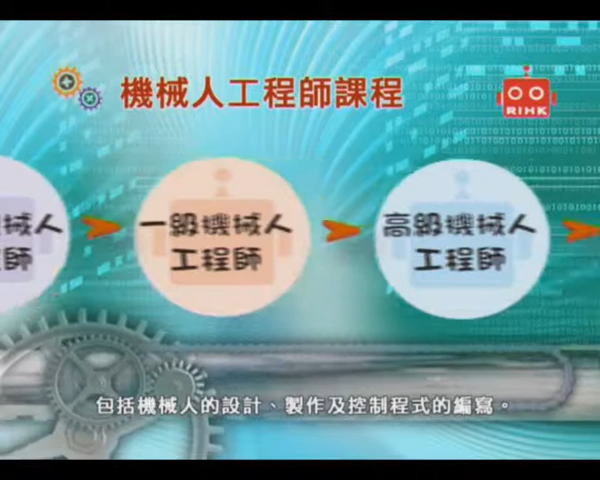 機械人工程師課程
RIHK
械人
師
一級機械人
工程師
高級機械人
工程師
包括機械人的設計、製作及控制程式的編寫。